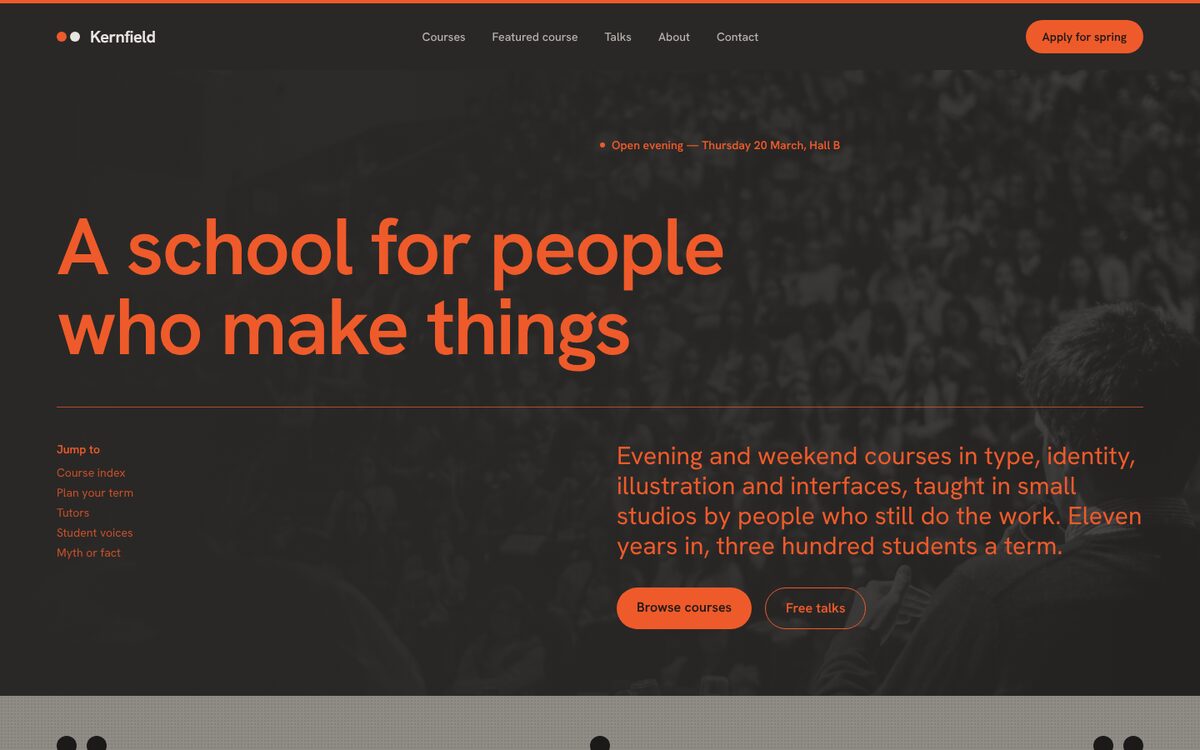 Kernfield
Courses
Featured course
Talks
About
Contact
Apply for spring
Open evening — Thursday 20 March, Hall B
A school for people
who make things
Jump to
Course index
Plan your term
Tutors
Student voices
Myth or fact
Evening and weekend courses in type, identity,
illustration and interfaces, taught in small
studios by people who still do the work. Eleven
years in, three hundred students a term.
Browse courses
Free talks